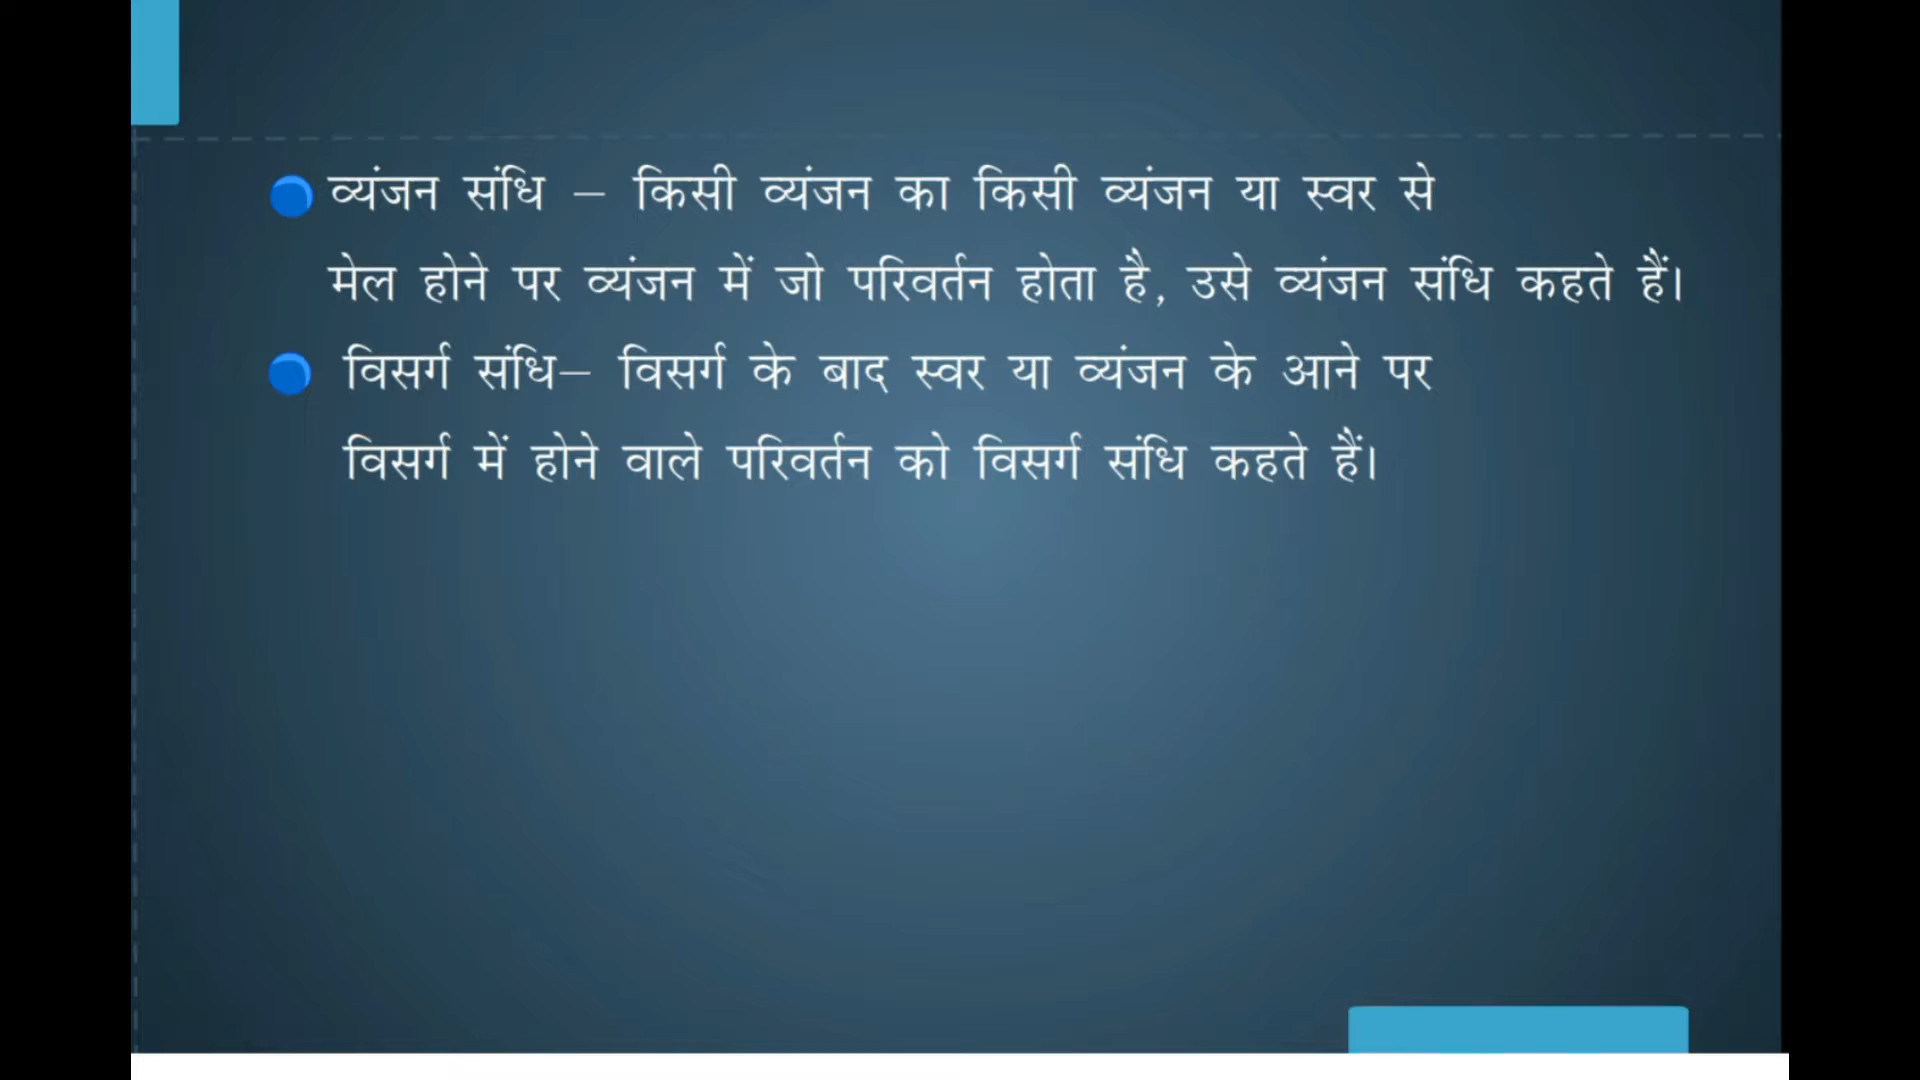 व्यंजन संधि – किसी व्यंजन का किसी व्यंजन या स्वर से
मेल होने पर व्यंजन में जो परिवर्तन होता है, उसे व्यंजन संधि कहते हैं।
विसर्ग संधि– विसर्ग के बाद स्वर या व्यंजन के आने पर
विसर्ग में होने वाले परिवर्तन को विसर्ग संधि कहते हैं।